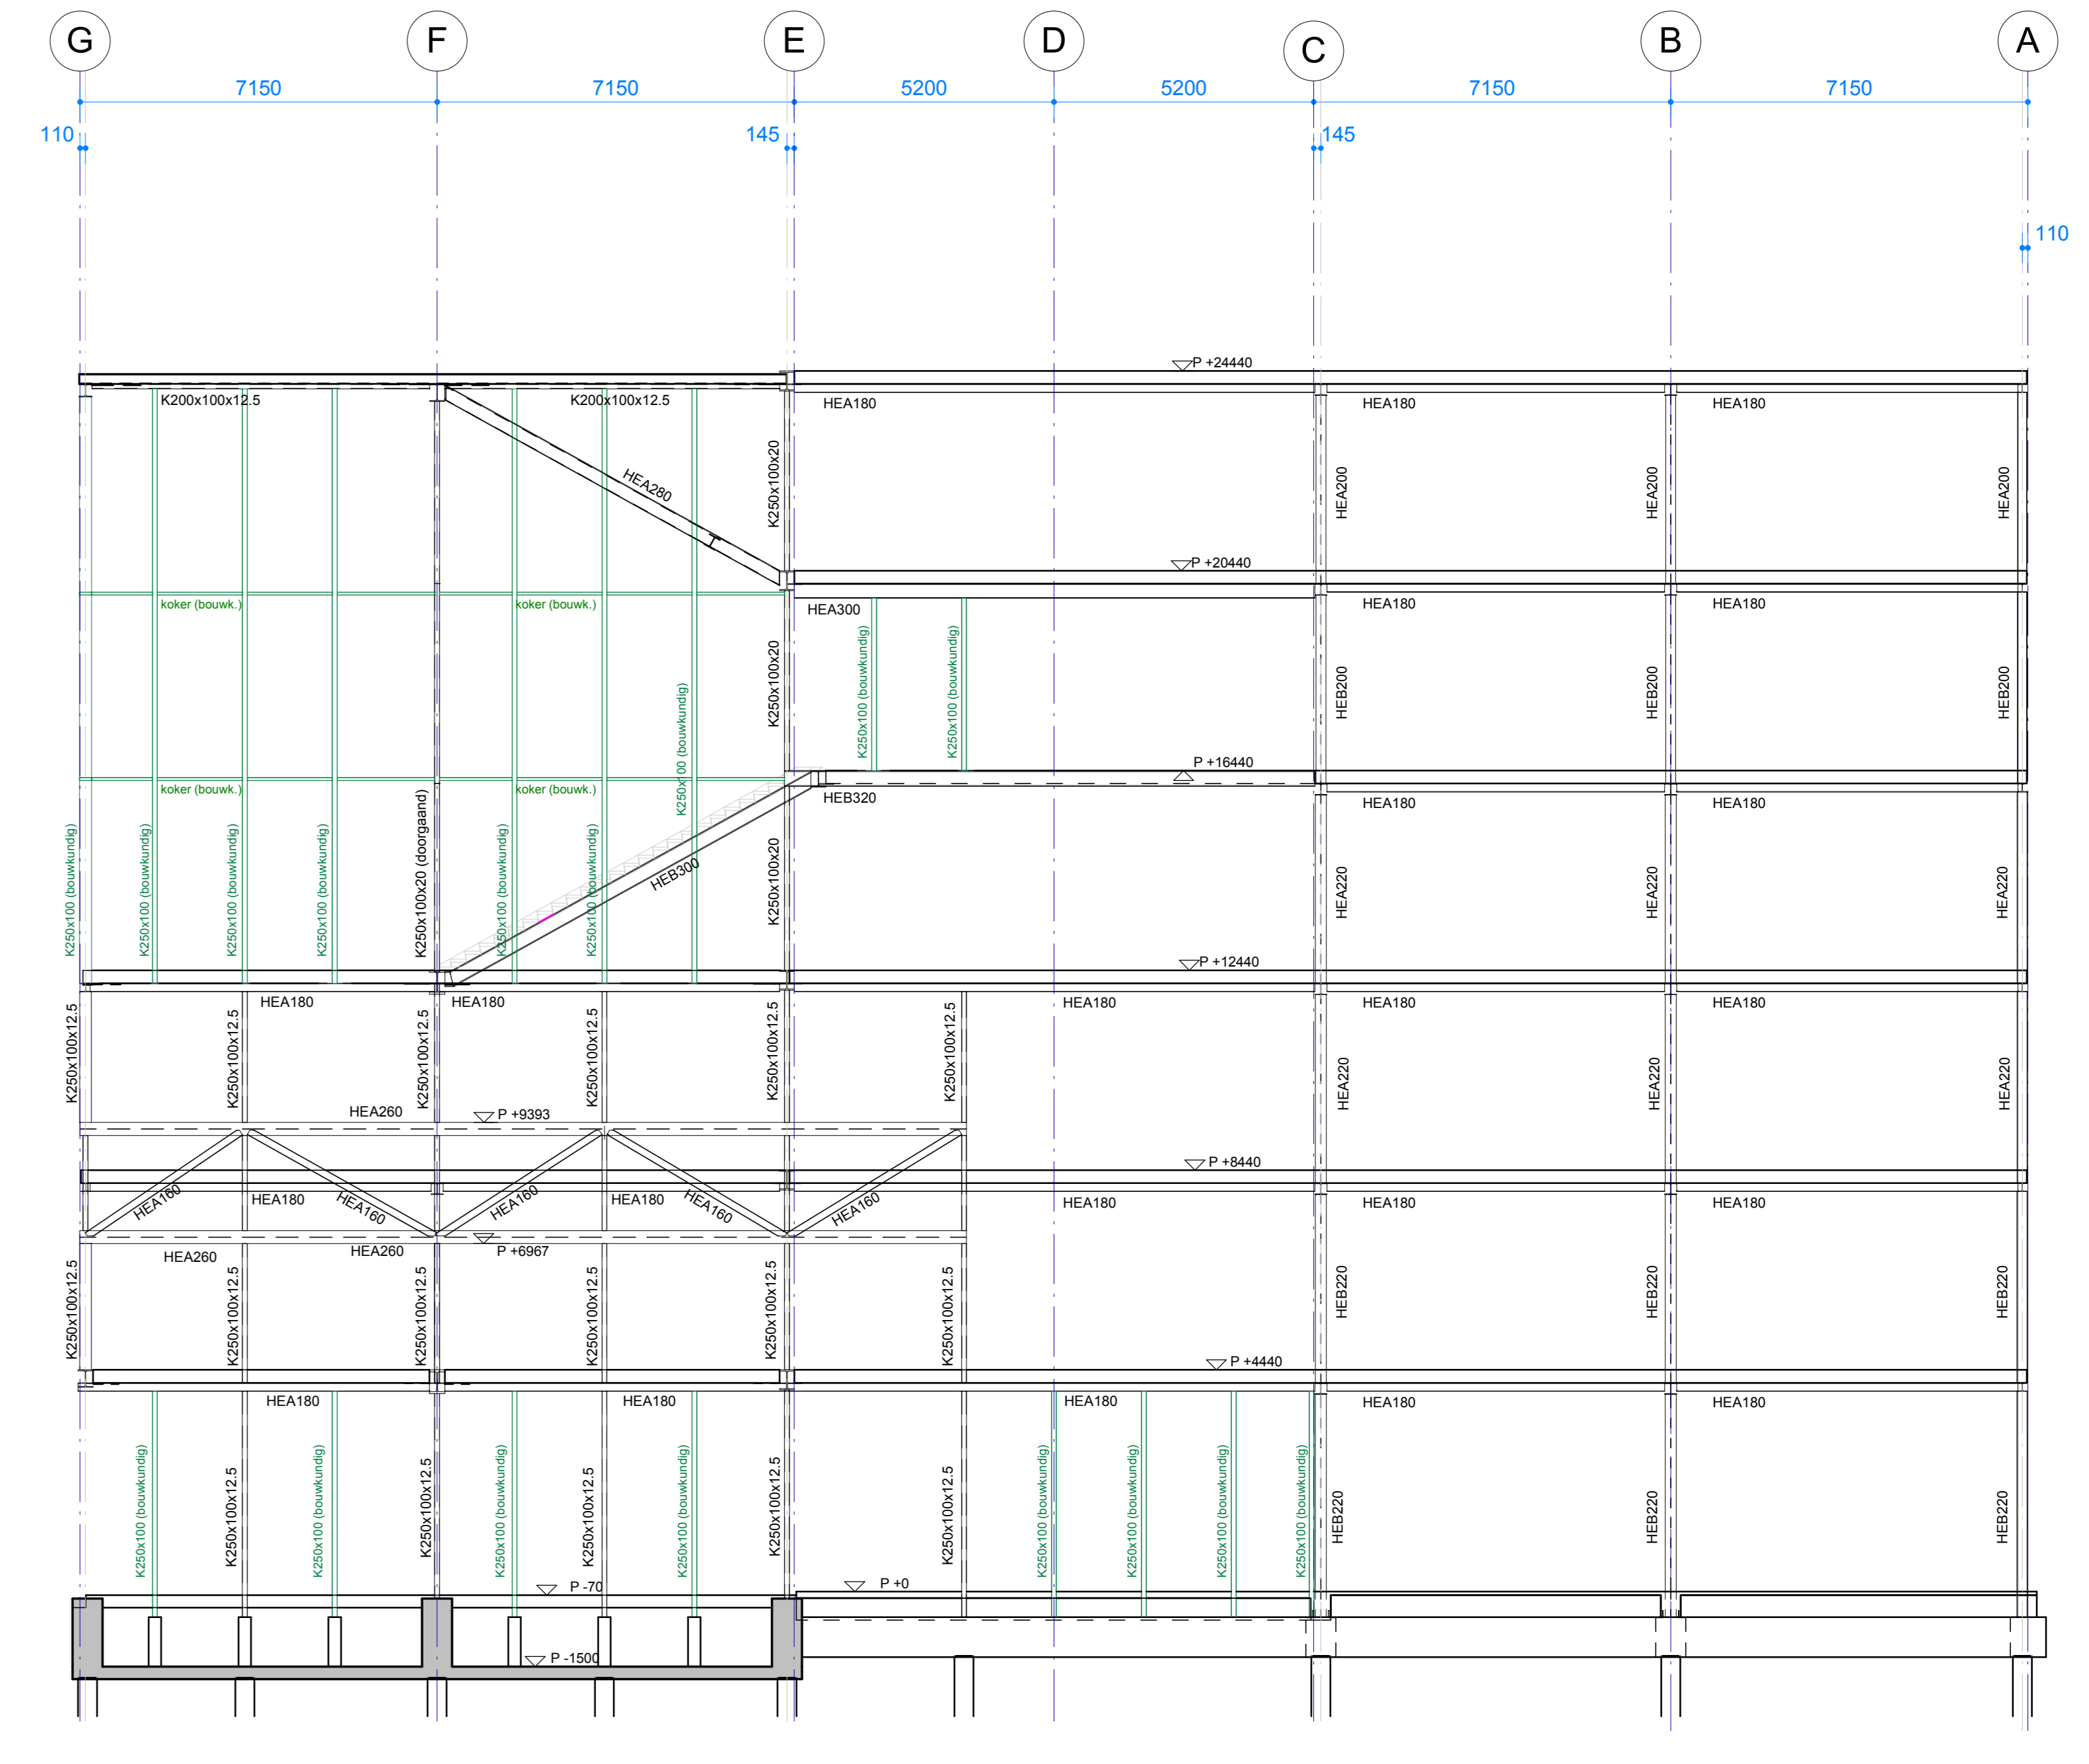 G F E D C B A
7150 7150 5200 5200 7150 7150
110 145 145
110
P +24440
K200x100x12.5 K200x100x12.5 HEA180 HEA180 HEA180
HEA280 K250x100x20 HEA200 HEA200 HEA200
P +20440
koker (bouwk.) koker (bouwk.) HEA300 HEA180 HEA180
K250x100 (bouwkundig) K250x100x20 K250x100 (bouwkundig) K250x100 (bouwkundig) HEB200 HEB200 HEB200
P +16440
koker (bouwk.) koker (bouwk.) HEB320 HEA180 HEA180
K250x100 (bouwkundig) K250x100 (bouwkundig) K250x100 (bouwkundig) K250x100 (bouwkundig) K250x100x20 (doorgaand) K250x100 (bouwkundig) K250x100 (bouwkundig) HEB300 K250x100x20 HEA220 HEA220 HEA220
P +12440
HEA180 HEA180 HEA180 HEA180 HEA180
K250x100x12.5 K250x100x12.5 K250x100x12.5 K250x100x12.5 K250x100x12.5 K250x100x12.5 HEA220 HEA220 HEA220
HEA260 P +9393
P +8440
HEA160 HEA180 HEA160 HEA160 HEA180 HEA160 HEA160 HEA180 HEA180 HEA180
HEA260 HEA260 P +6967
K250x100x12.5 K250x100x12.5 K250x100x12.5 K250x100x12.5 K250x100x12.5 K250x100x12.5 HEB220 HEB220 HEB220
P +4440
HEA180 HEA180 HEA180 HEA180 HEA180
K250x100 (bouwkundig) K250x100x12.5 K250x100 (bouwkundig) K250x100x12.5 K250x100 (bouwkundig) K250x100x12.5 K250x100 (bouwkundig) K250x100x12.5 K250x100x12.5 K250x100 (bouwkundig) K250x100 (bouwkundig) K250x100 (bouwkundig) K250x100 (bouwkundig) HEB220 HEB220 HEB220
P -70 P +0
P -1500